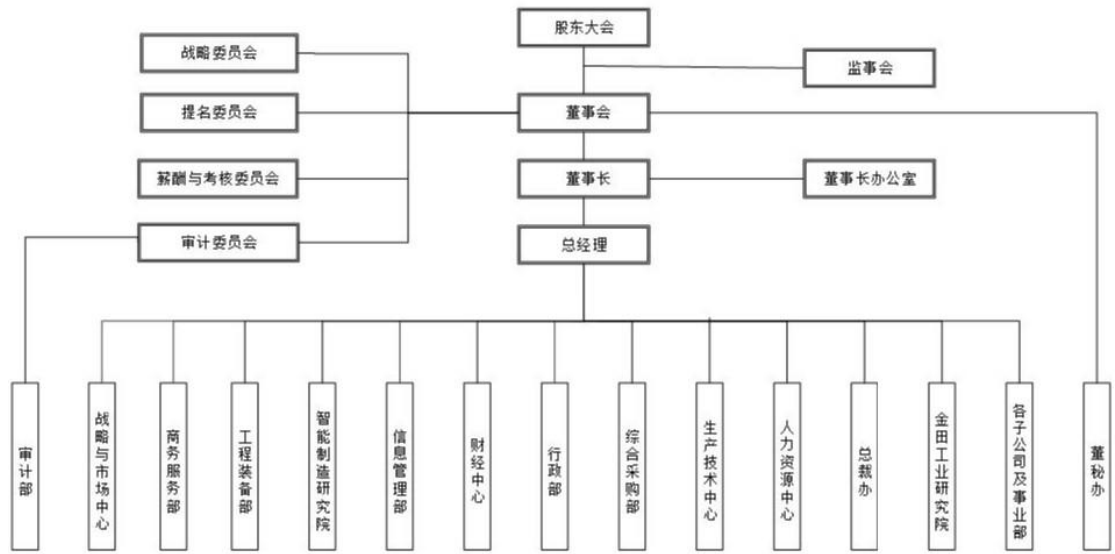 股东大会
战略委员会
监事会
提名委员会
董事会
薪酬与考核委员会
董事长
董事长办公室
审计委员会
总经理
审计部
战略与市场中心
商务服务部
工程装备部
智能制造研究院
信息管理部
财经中心
行政部
综合采购部
生产技术中心
人力资源中心
总裁办
金田工业研究院
各子公司及事业部
董秘办